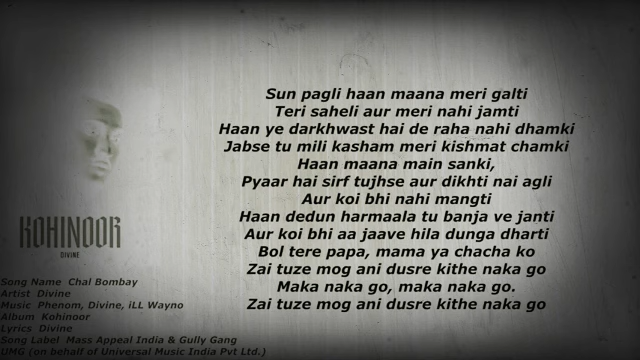 Sun pagli haan maana meri galti
Teri saheli aur meri nahi jamti
Haan ye darkhwast hai de raha nahi dhamki
Jabse tu mili kasham meri kishmat chamki
Haan maana main sanki,
Pyaar hai sirf tujhse aur dikhti nai agli
Aur koi bhi nahi mangti
Haan dedun harmaala tu banja ve janti
Aur koi bhi aa jaave hila dunga dharti
Bol tere papa, mama ya chacha ko
Zai tuze mog ani dusre kithe naka go
Maka naka go, maka naka go.
Zai tuze mog ani dusre kithe naka go
KOHINOOR
DIVINE
Song Name  Chal Bombay
Artist  Divine
Music  Phenom, Divine, iLL Wayno
Album  Kohinoor
Lyrics  Divine
Song Label  Mass Appeal India & Gully Gang
UMG (on behalf of Universal Music India Pvt Ltd.)